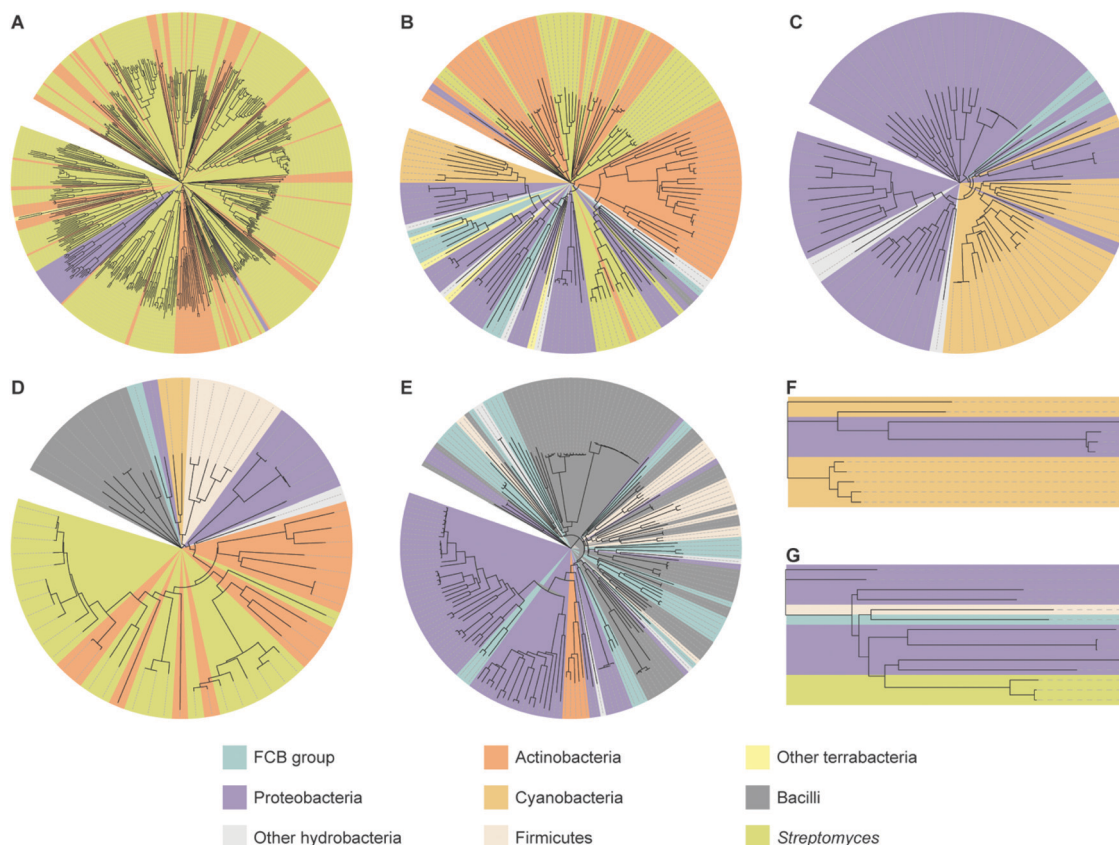 A
B
C
D
E
F
G
FCB group
Actinobacteria
Other terrabacteria
Proteobacteria
Cyanobacteria
Bacilli
Other hydrobacteria
Firmicutes
Streptomyces